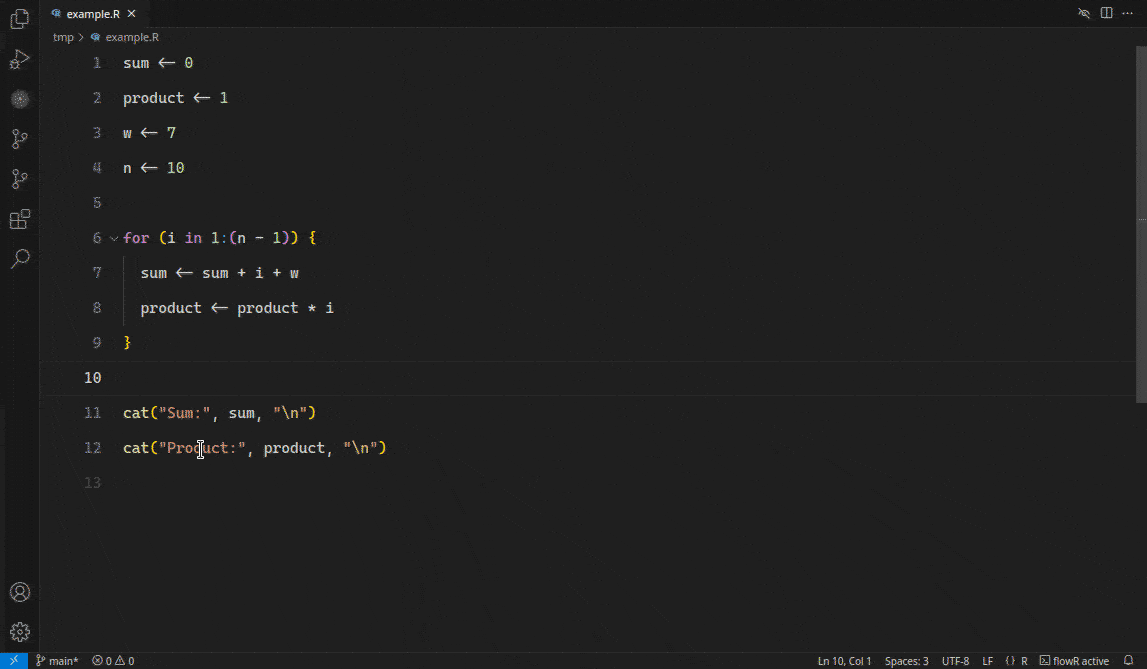 example.R
tmp > example.R
1 sum <- 0
2 product <- 1
3 w <- 7
4 n <- 10
5
6 for (i in 1:(n - 1)) {
7 sum <- sum + i + w
8 product <- product * i
9 }
10
11 cat("Sum:", sum, "\n")
12 cat("Product:", product, "\n")
13
main* 0 0 Ln 10, Col 1 Spaces: 3 UTF-8 LF {} R flowR active